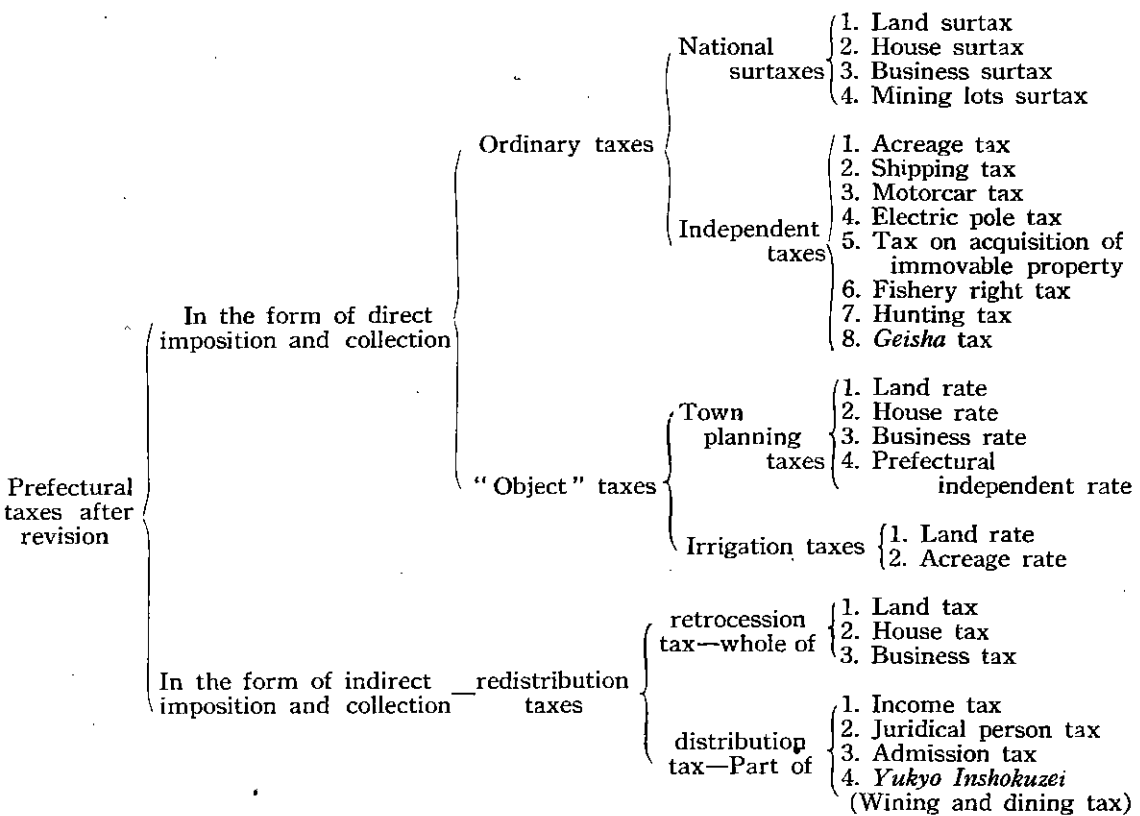 Prefectural
taxes after
revision
In the form of direct
imposition and collection
Ordinary taxes
National
surtaxes
1. Land surtax
2. House surtax
3. Business surtax
4. Mining lots surtax
Independent
taxes
1. Acreage tax
2. Shipping tax
3. Motorcar tax
4. Electric pole tax
5. Tax on acquisition of
immovable property
6. Fishery right tax
7. Hunting tax
8. Geisha tax
"Object" taxes
Town
planning
taxes
1. Land rate
2. House rate
3. Business rate
4. Prefectural
independent rate
Irrigation taxes
1. Land rate
2. Acreage rate
In the form of indirect
imposition and collection
—redistribution
taxes
retrocession
tax—whole of
1. Land tax
2. House tax
3. Business tax
distribution
tax—Part of
1. Income tax
2. Juridical person tax
3. Admission tax
4. Yukyo Inshokuzei
(Wining and dining tax)